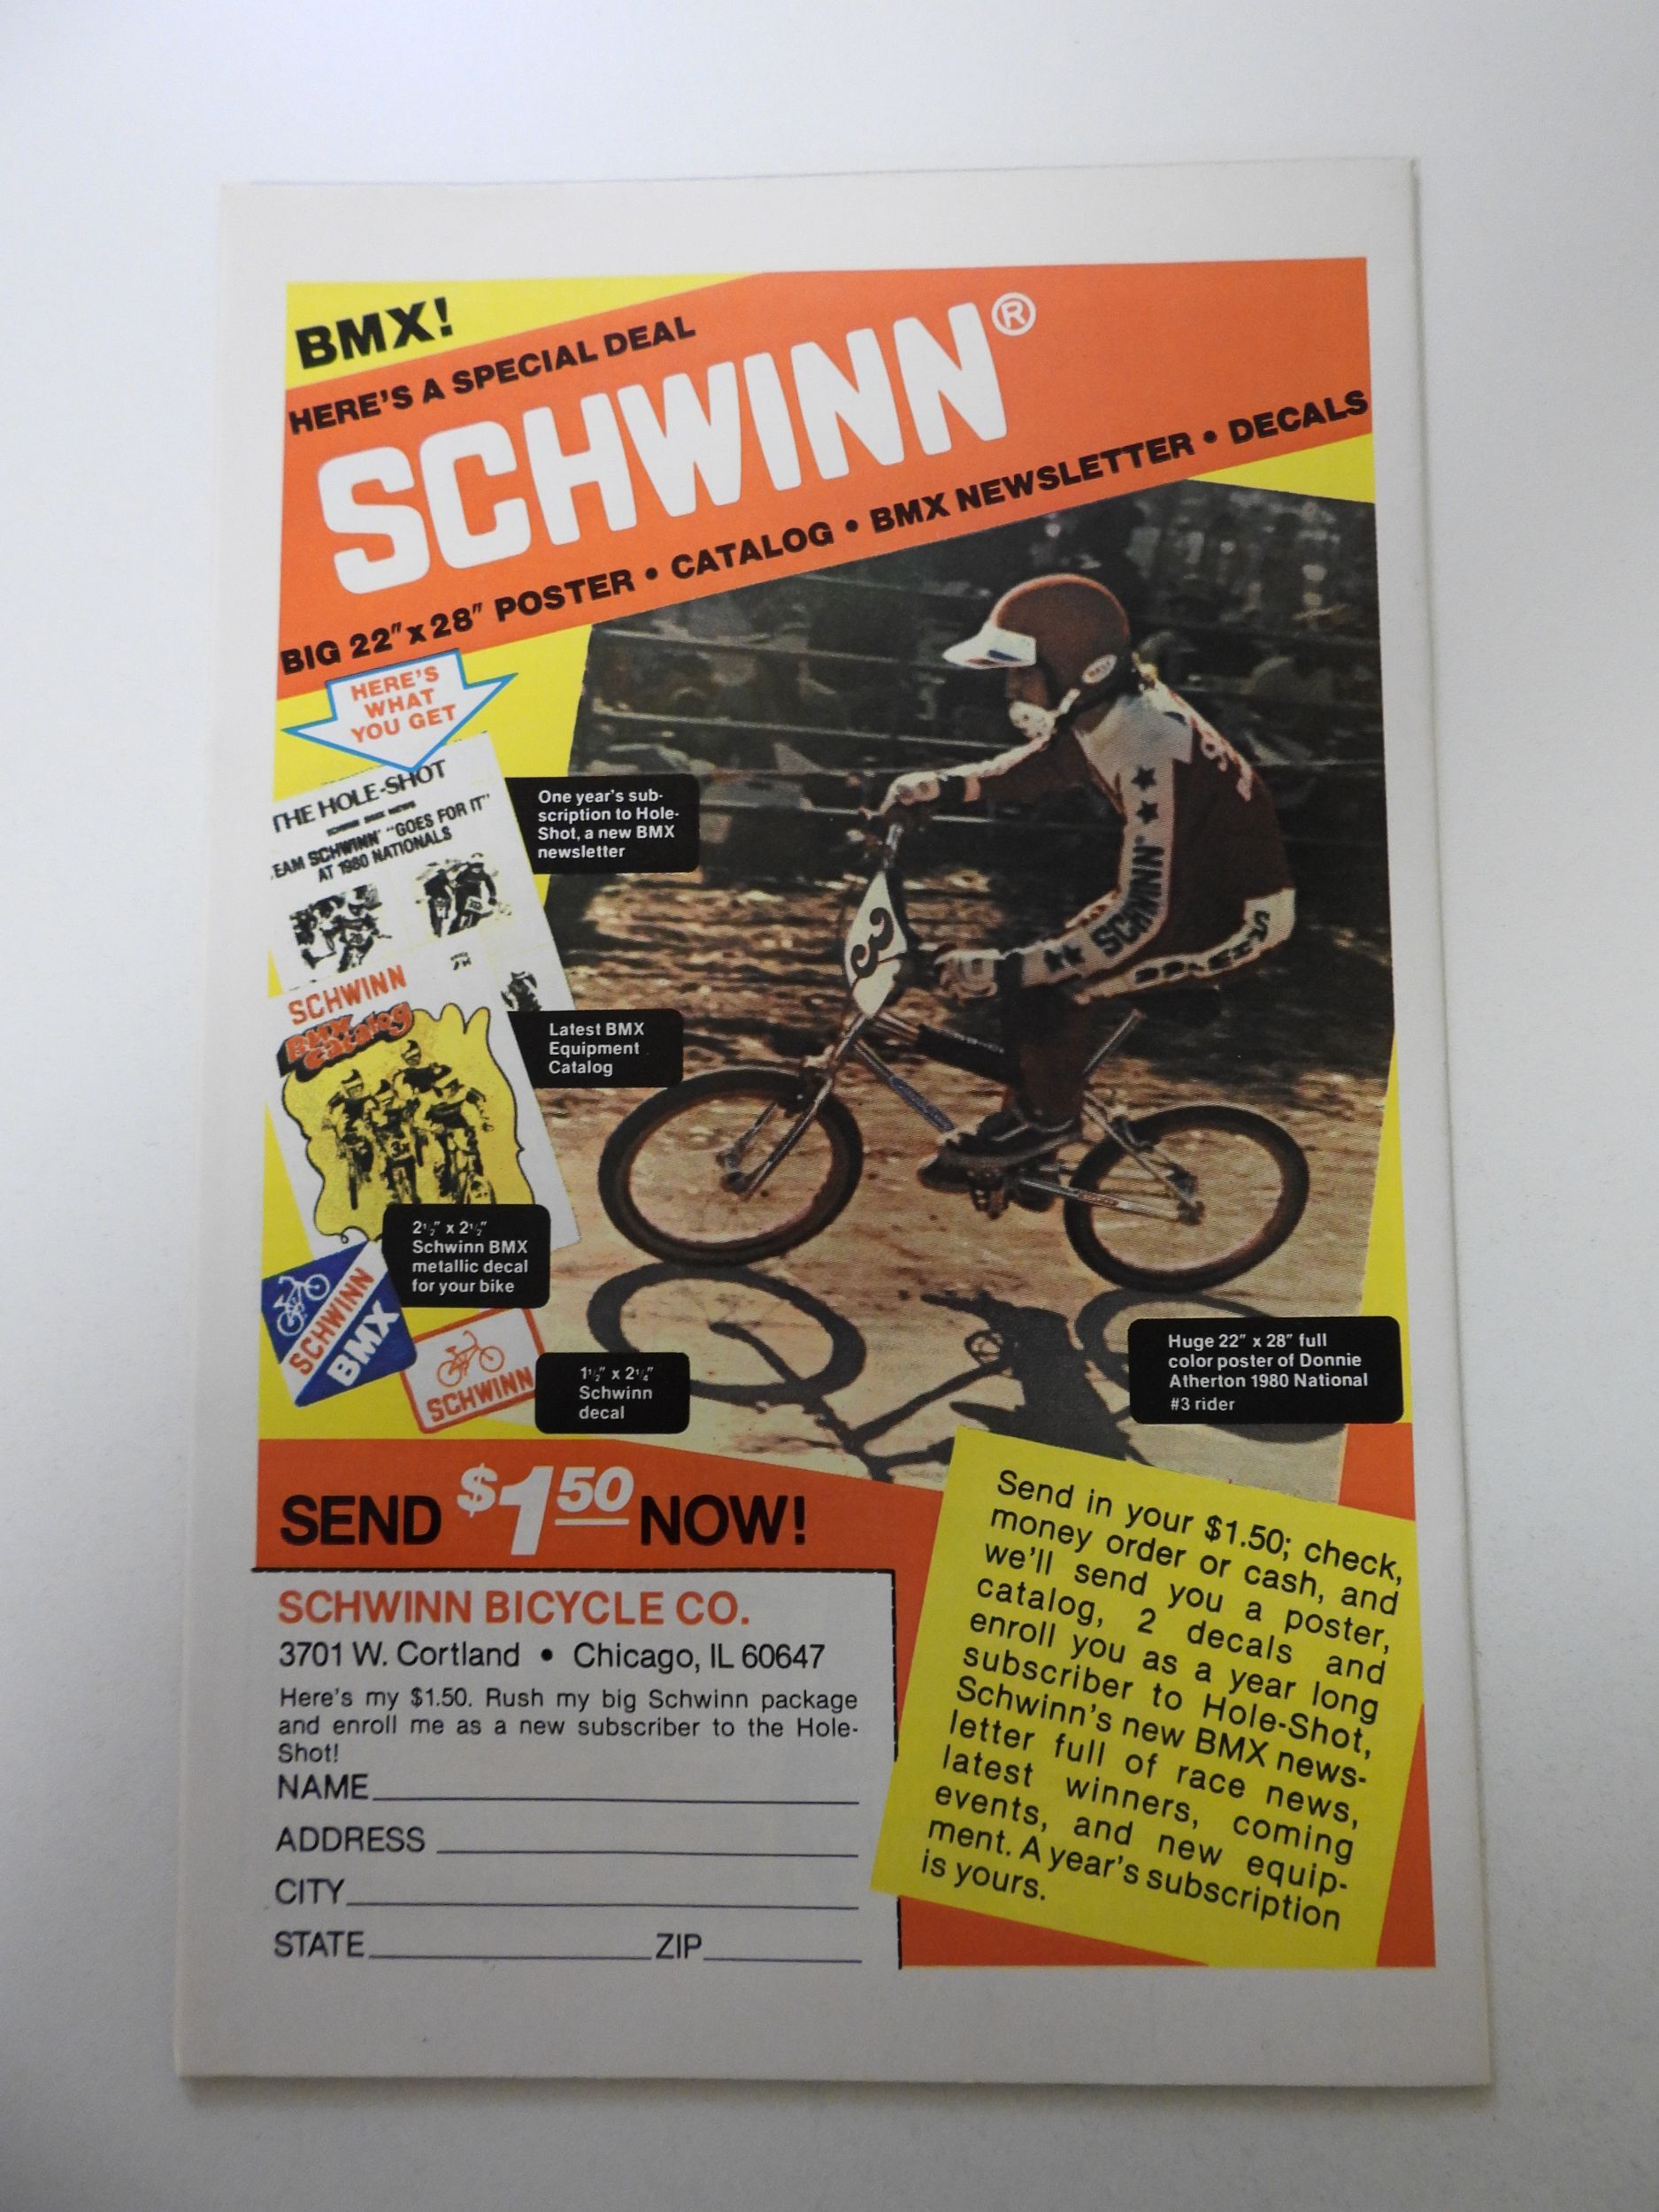 BMX!
HERE'S A SPECIAL DEAL
SCHWINN®
BIG 22" x 28" POSTER • CATALOG • BMX NEWSLETTER • DECALS
HERE'S
WHAT
YOU GET
THE HOLE-SHOT
SCHWINN BMX NEWS
EAM SCHWINN "GOES FOR IT"
AT 1980 NATIONALS
One year's sub-
scription to Hole-
Shot, a new BMX
newsletter
SCHWINN
BMX
Catalog
Latest BMX
Equipment
Catalog
2½" x 2½"
Schwinn BMX
metallic decal
for your bike
SCHWINN
BMX
SCHWINN
1½" x 2¼"
Schwinn
decal
BELL
SCHWINN
3
Huge 22" x 28" full
color poster of Donnie
Atherton 1980 National
#3 rider
SEND $1.50 NOW!
SCHWINN BICYCLE CO.
3701 W. Cortland • Chicago, IL 60647
Here's my $1.50. Rush my big Schwinn package
and enroll me as a new subscriber to the Hole-
Shot!
NAME
ADDRESS
CITY
STATE ZIP
Send in your $1.50; check,
money order or cash, and
we'll send you a poster,
catalog, 2 decals and
enroll you as a year long
subscriber to Hole-Shot,
Schwinn's new BMX news-
letter full of race news,
latest winners, coming
events, and new equip-
ment. A year's subscription
is yours.